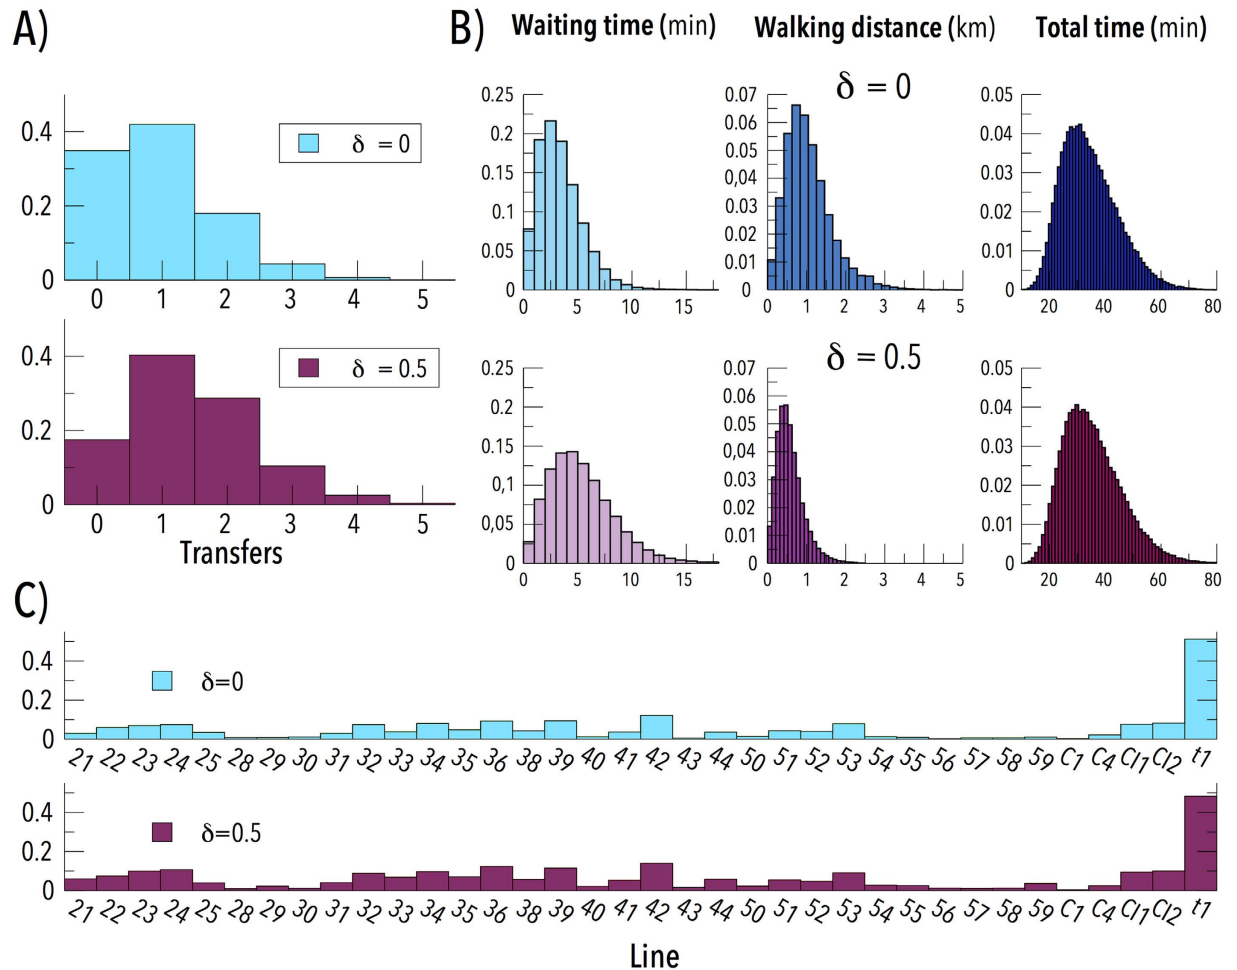 A)
0.4
0.2
0
δ = 0
0 1 2 3 4 5
0.4
0.2
0
δ = 0.5
0 1 2 3 4 5
Transfers
B)
Waiting time (min)
Walking distance (km)
Total time (min)
δ = 0
0.25
0.2
0.15
0.1
0.05
0
0 5 10 15
0.07
0.06
0.05
0,04
0.03
0.02
0.01
0
0 1 2 3 4 5
0.05
0.04
0.03
0.02
0.01
0
20 40 60 80
δ = 0.5
0.25
0.2
0.15
0,1
0,05
0
0 5 10 15
0.07
0.06
0.05
0,04
0.03
0.02
0.01
0
0 1 2 3 4 5
0.05
0.04
0.03
0.02
0.01
0
20 40 60 80
C)
0.4
0.2
0
δ=0
21 22 23 24 25 28 29 30 31 32 33 34 35 36 38 39 40 41 42 43 44 50 51 52 53 54 55 56 57 58 59 C1 C4 Cl1 Cl2 t1
0.4
0.2
0
δ=0.5
21 22 23 24 25 28 29 30 31 32 33 34 35 36 38 39 40 41 42 43 44 50 51 52 53 54 55 56 57 58 59 C1 C4 Cl1 Cl2 t1
Line